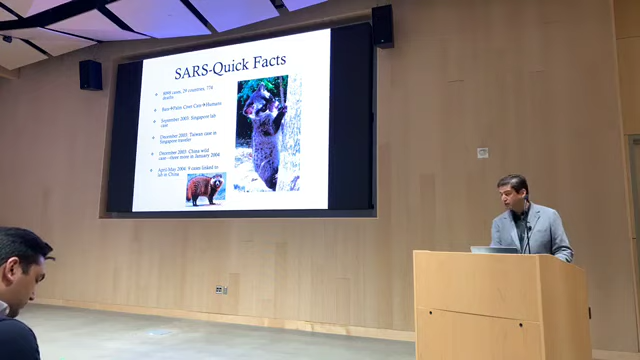 SARS-Quick Facts
8098 cases, 29 countries, 774
deaths
Bats→Palm Civet Cats→Humans
September 2003: Singapore lab
case
December 2003: Taiwan case in
Singapore traveler
December 2003: China wild
case—three more in January 2004
April/May 2004: 9 cases linked to
lab in China